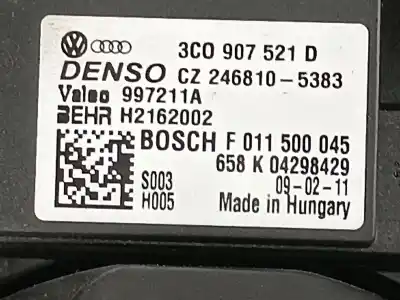 3C0 907 521 D
DENSO CZ 246810-5383
Valeo 997211A
BEHR H2162002
BOSCH F 011 500 045
658 K 04298429
S003 09-02-11
H005 Made in Hungary